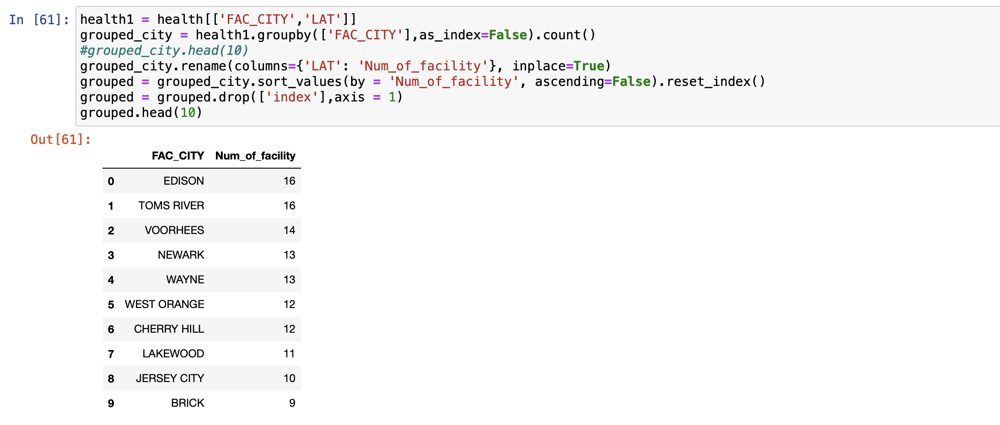 In [61]: health1 = health[['FAC_CITY','LAT']]
grouped_city = health1.groupby(['FAC_CITY'],as_index=False).count()
#grouped_city.head(10)
grouped_city.rename(columns={'LAT': 'Num_of_facility'}, inplace=True)
grouped = grouped_city.sort_values(by = 'Num_of_facility', ascending=False).reset_index()
grouped = grouped.drop(['index'],axis = 1)
grouped.head(10)
Out[61]:
FAC_CITY Num_of_facility
0 EDISON 16
1 TOMS RIVER 16
2 VOORHEES 14
3 NEWARK 13
4 WAYNE 13
5 WEST ORANGE 12
6 CHERRY HILL 12
7 LAKEWOOD 11
8 JERSEY CITY 10
9 BRICK 9